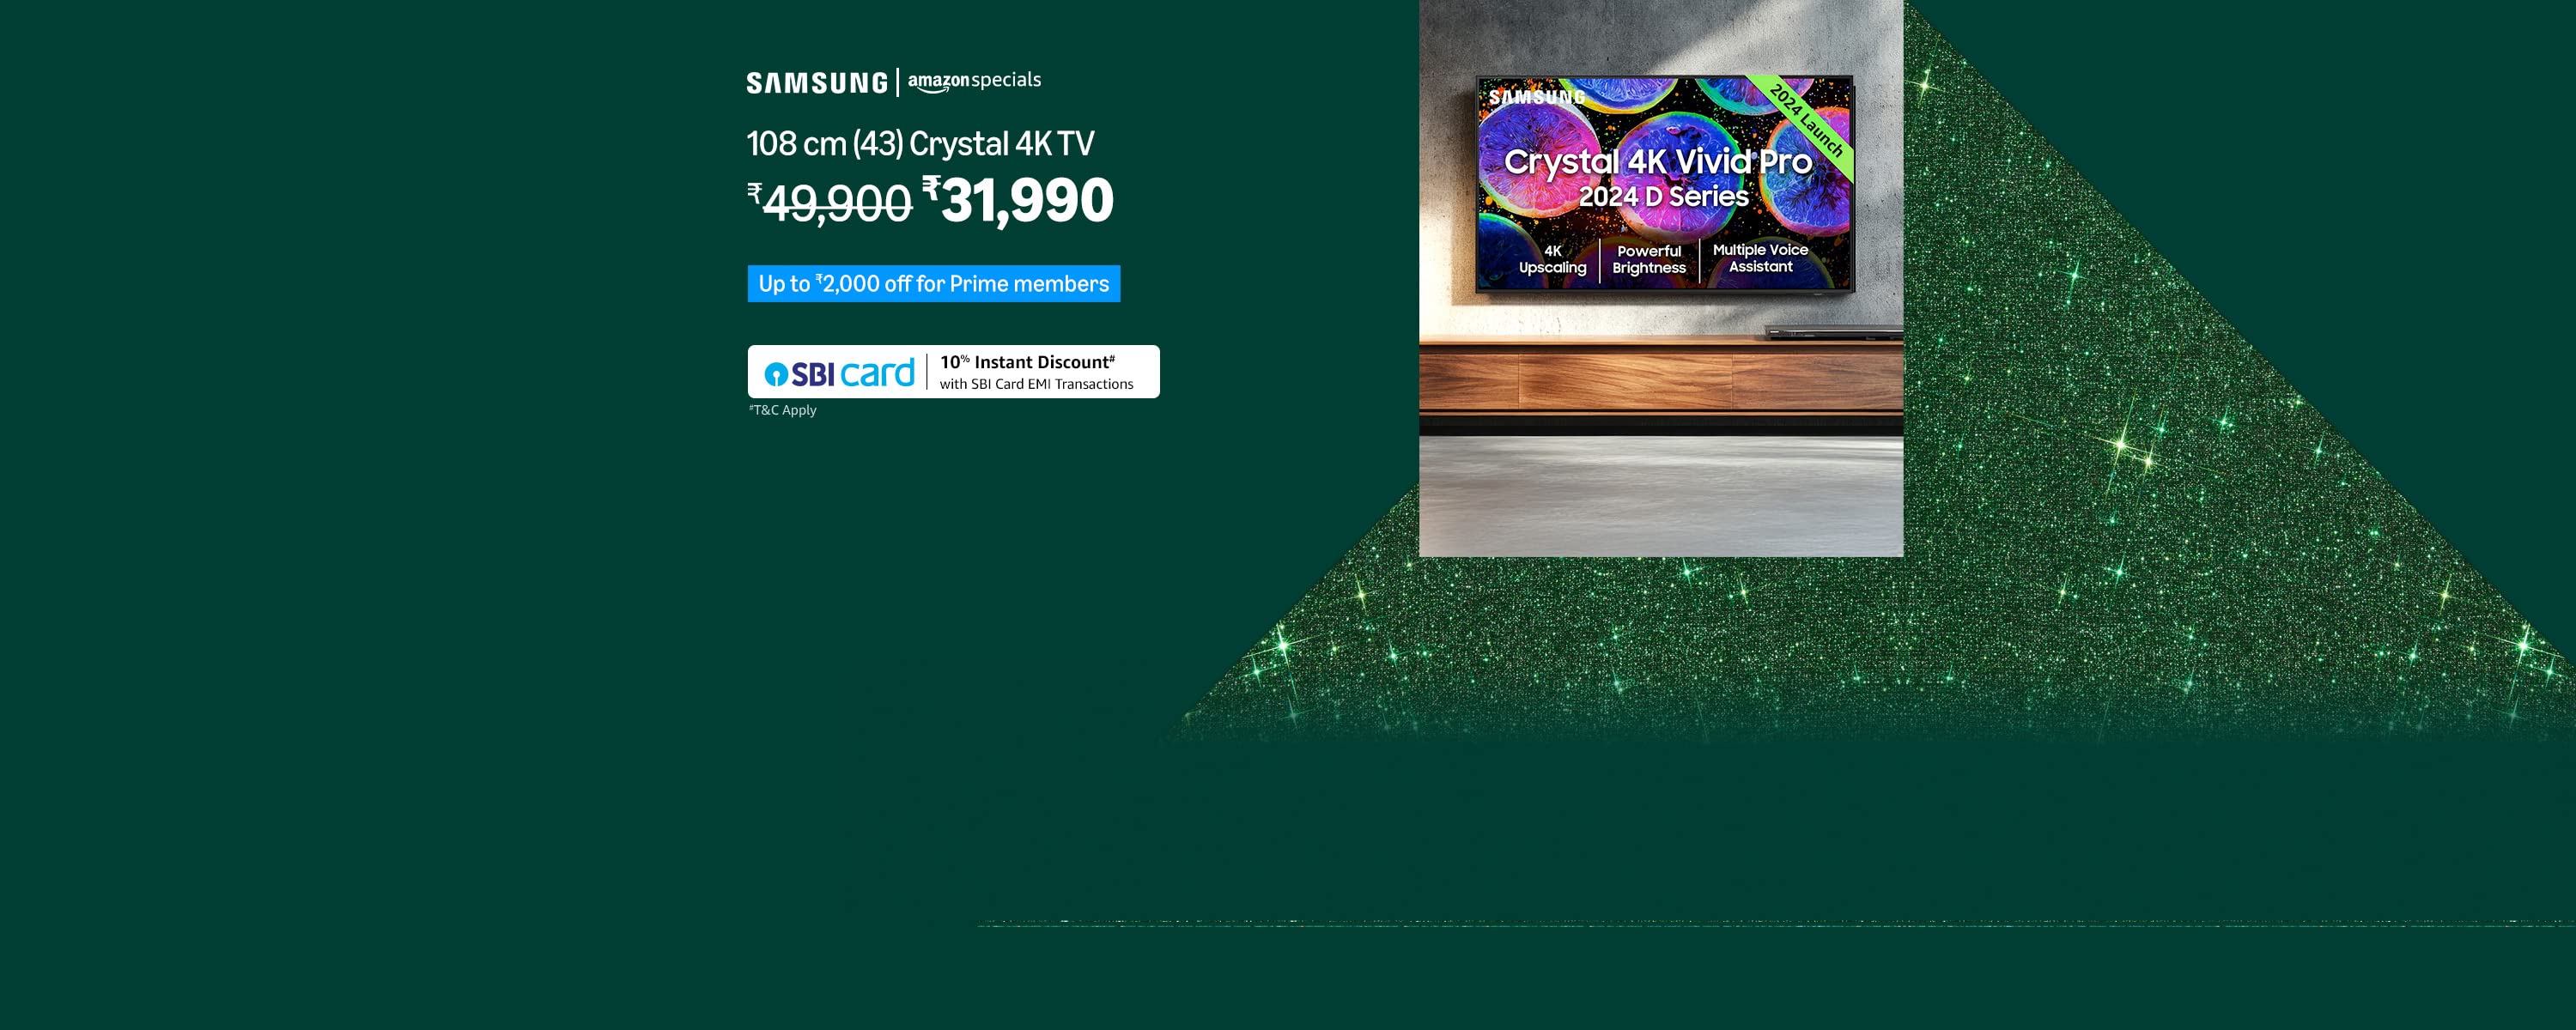 SAMSUNG | amazon specials
108 cm (43) Crystal 4K TV
₹49,900 ₹31,990
Up to ₹2,000 off for Prime members
SBI card | 10% Instant Discount#
with SBI Card EMI Transactions
#T&C Apply
SAMSUNG
2024 Launch
Crystal 4K Vivid Pro
2024 D Series
4K
Upscaling
Powerful
Brightness
Multiple Voice
Assistant